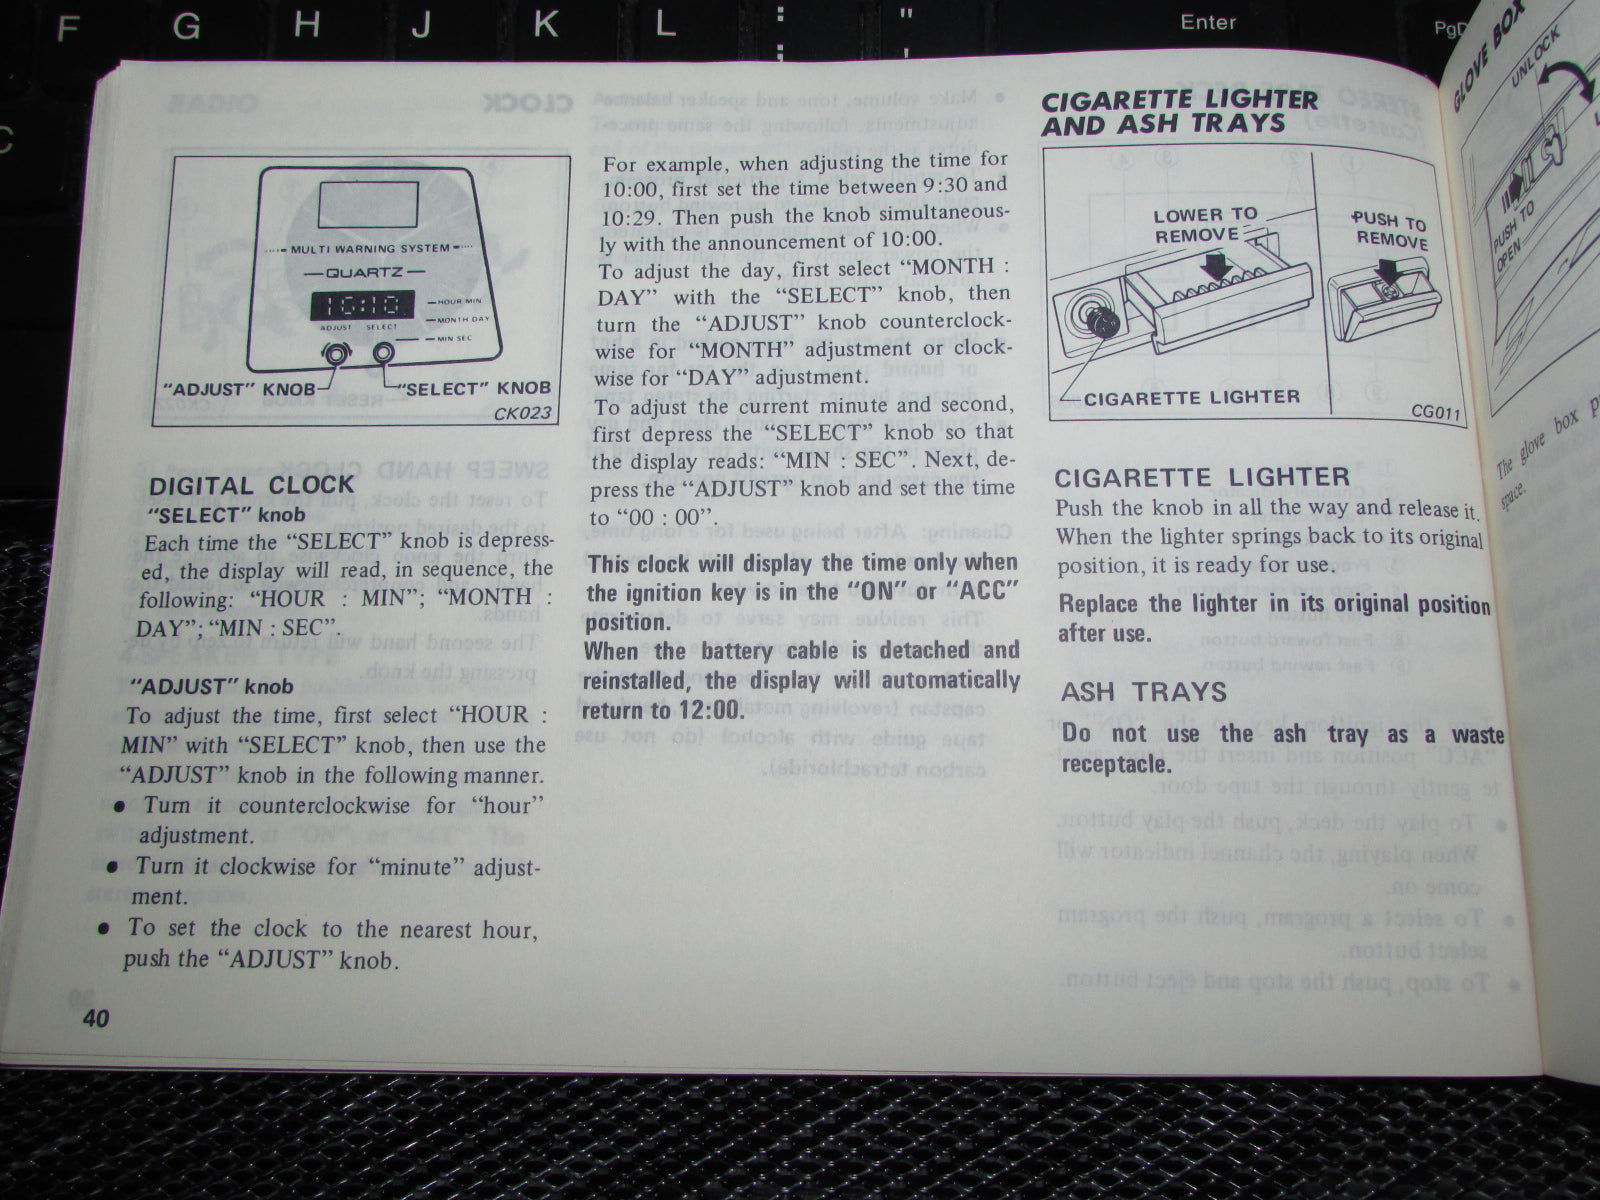 F G H J K L : ; " ' Enter
C
MULTI WARNING SYSTEM
QUARTZ
10:10
HOUR MIN
MONTH DAY
MIN SEC
ADJUST SELECT
"ADJUST" KNOB
"SELECT" KNOB
CK023
DIGITAL CLOCK
"SELECT" knob
Each time the "SELECT" knob is depress-
ed, the display will read, in sequence, the
following: "HOUR : MIN"; "MONTH :
DAY"; "MIN : SEC".
"ADJUST" knob
To adjust the time, first select "HOUR :
MIN" with "SELECT" knob, then use the
"ADJUST" knob in the following manner.
● Turn it counterclockwise for "hour"
adjustment.
● Turn it clockwise for "minute" adjust-
ment.
● To set the clock to the nearest hour,
push the "ADJUST" knob.
40
For example, when adjusting the time for
10:00, first set the time between 9:30 and
10:29. Then push the knob simultaneous-
ly with the announcement of 10:00.
To adjust the day, first select "MONTH :
DAY" with the "SELECT" knob, then
turn the "ADJUST" knob counterclock-
wise for "MONTH" adjustment or clock-
wise for "DAY" adjustment.
To adjust the current minute and second,
first depress the "SELECT" knob so that
the display reads: "MIN : SEC". Next, de-
press the "ADJUST" knob and set the time
to "00 : 00".
This clock will display the time only when
the ignition key is in the "ON" or "ACC"
position.
When the battery cable is detached and
reinstalled, the display will automatically
return to 12:00.
CIGARETTE LIGHTER
AND ASH TRAYS
LOWER TO
REMOVE
PUSH TO
REMOVE
CIGARETTE LIGHTER
CG011
CIGARETTE LIGHTER
Push the knob in all the way and release it.
When the lighter springs back to its original
position, it is ready for use.
Replace the lighter in its original position
after use.
ASH TRAYS
Do not use the ash tray as a waste
receptacle.
GLOVE BOX
UNLOCK
PUSH TO
OPEN
The glove box
space.